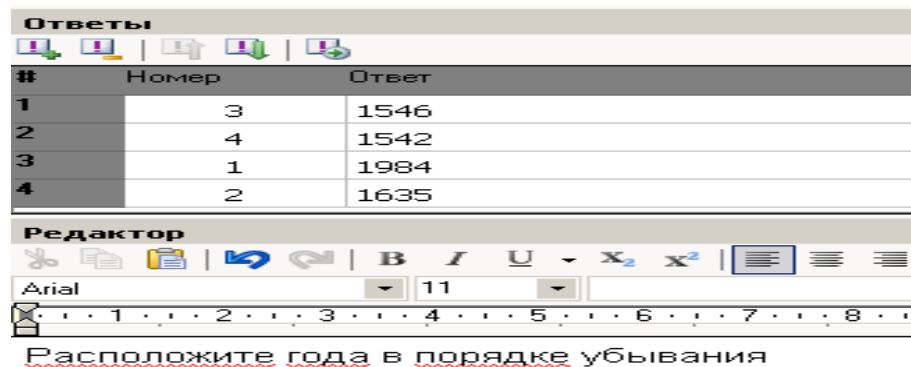 Ответы
# Номер Ответ
1 3 1546
2 4 1542
3 1 1984
4 2 1635
Редактор
B I U X₂ X²
Arial 11
1 2 3 4 5 6 7 8
Расположите года в порядке убывания